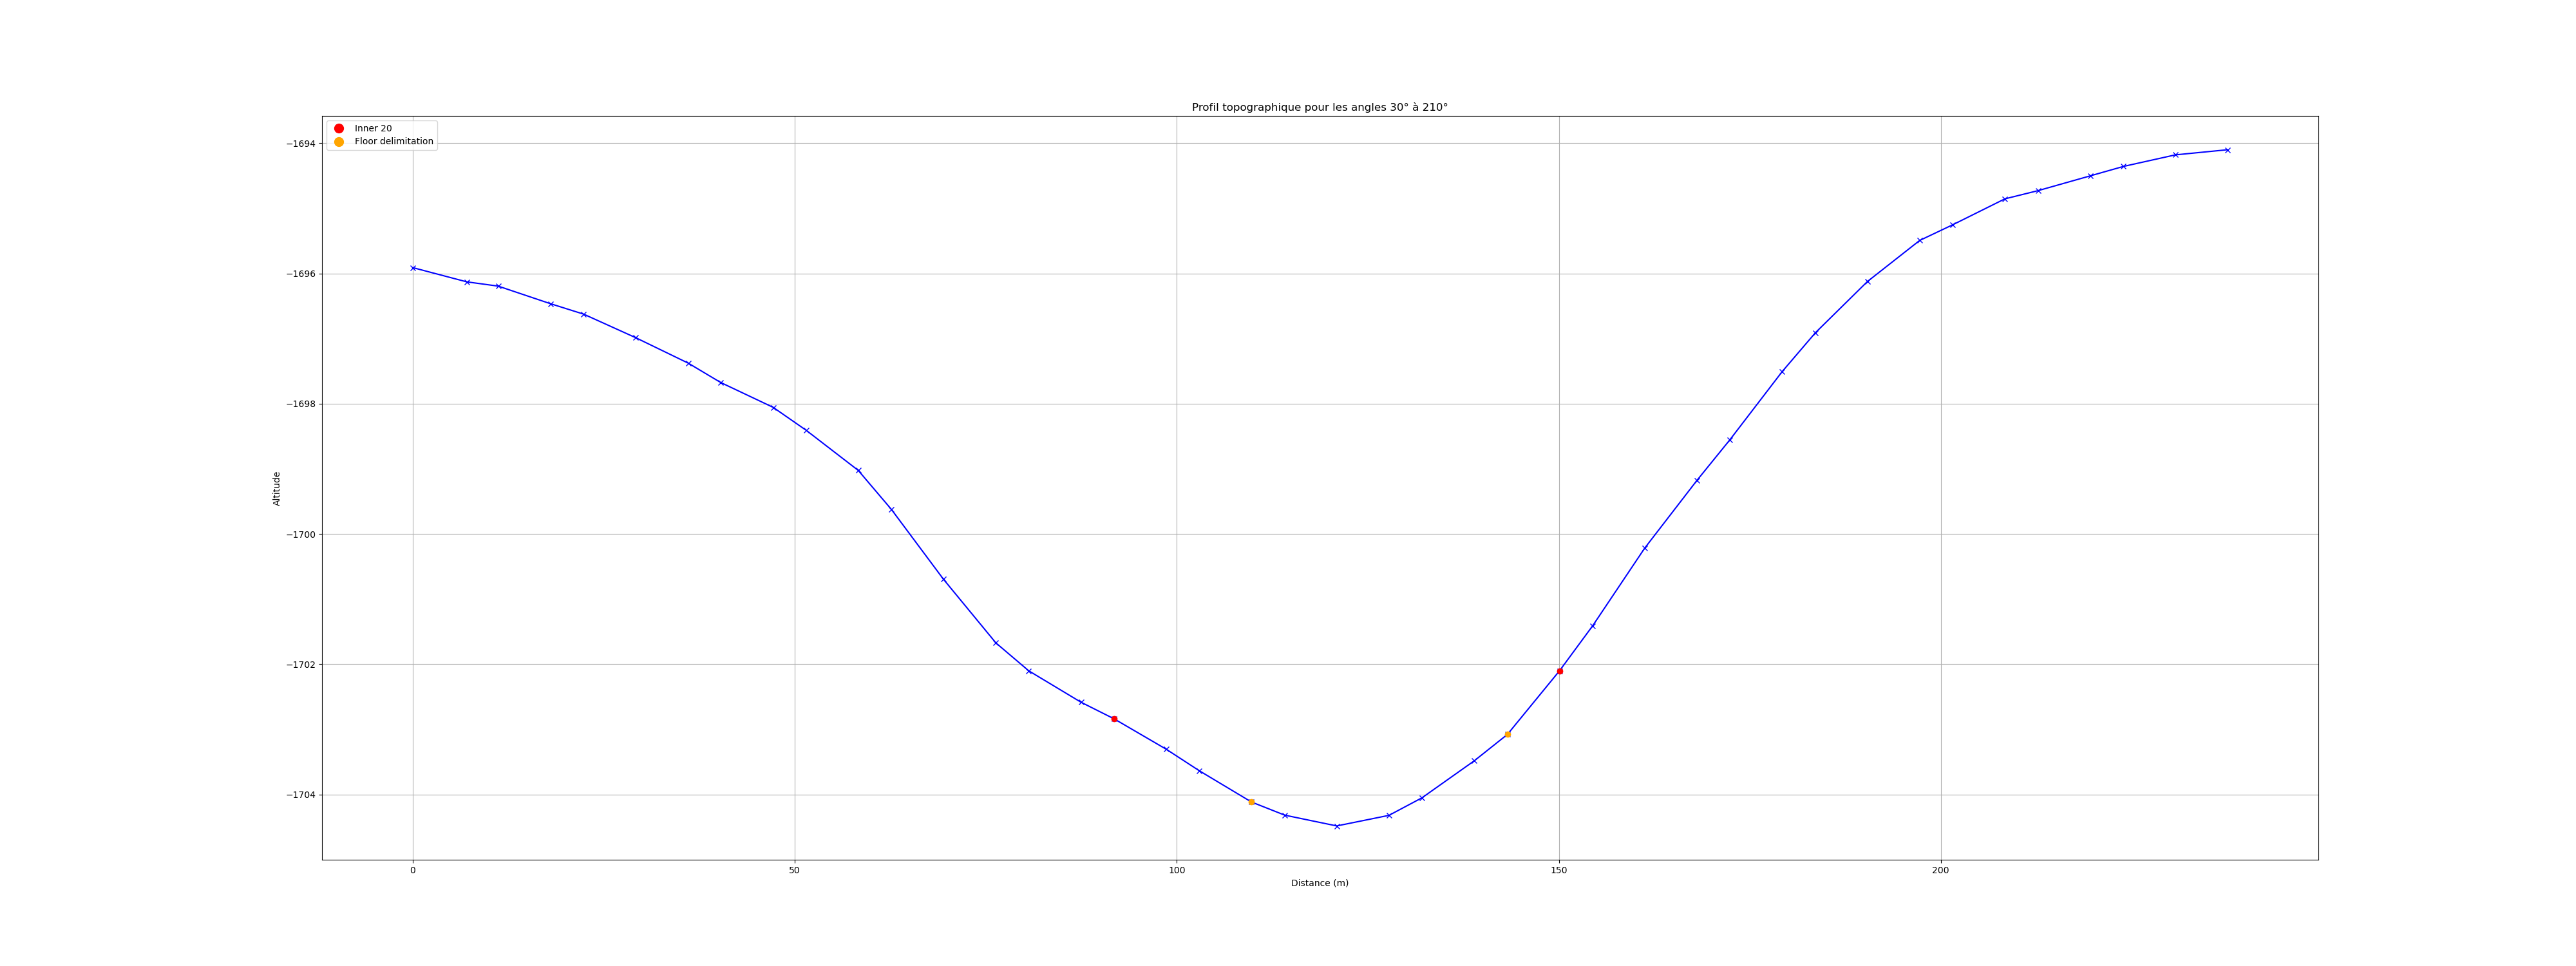 Profil topographique pour les angles 30° à 210°
Inner 20
Floor delimitation
−1694
−1696
−1698
−1700
−1702
−1704
Altitude
0
50
100
150
200
Distance (m)